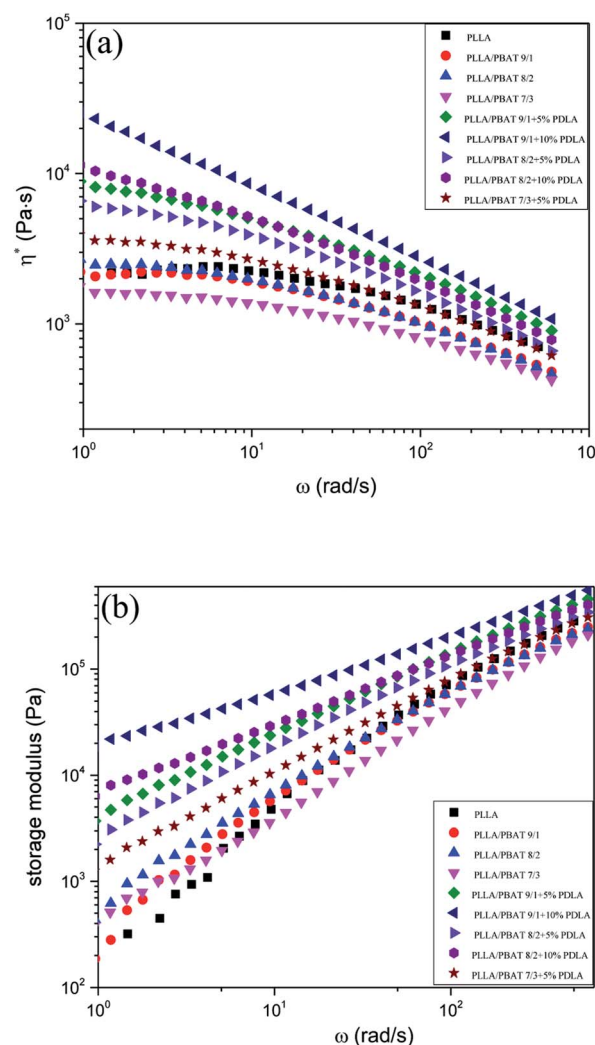 (a)
10^5
10^4
10^3
η* (Pa·s)
PLLA
PLLA/PBAT 9/1
PLLA/PBAT 8/2
PLLA/PBAT 7/3
PLLA/PBAT 9/1+5% PDLA
PLLA/PBAT 9/1+10% PDLA
PLLA/PBAT 8/2+5% PDLA
PLLA/PBAT 8/2+10% PDLA
PLLA/PBAT 7/3+5% PDLA
10^0 10^1 10^2 10
ω (rad/s)
(b)
10^5
10^4
10^3
10^2
storage modulus (Pa)
PLLA
PLLA/PBAT 9/1
PLLA/PBAT 8/2
PLLA/PBAT 7/3
PLLA/PBAT 9/1+5% PDLA
PLLA/PBAT 9/1+10% PDLA
PLLA/PBAT 8/2+5% PDLA
PLLA/PBAT 8/2+10% PDLA
PLLA/PBAT 7/3+5% PDLA
10^0 10^1 10^2
ω (rad/s)